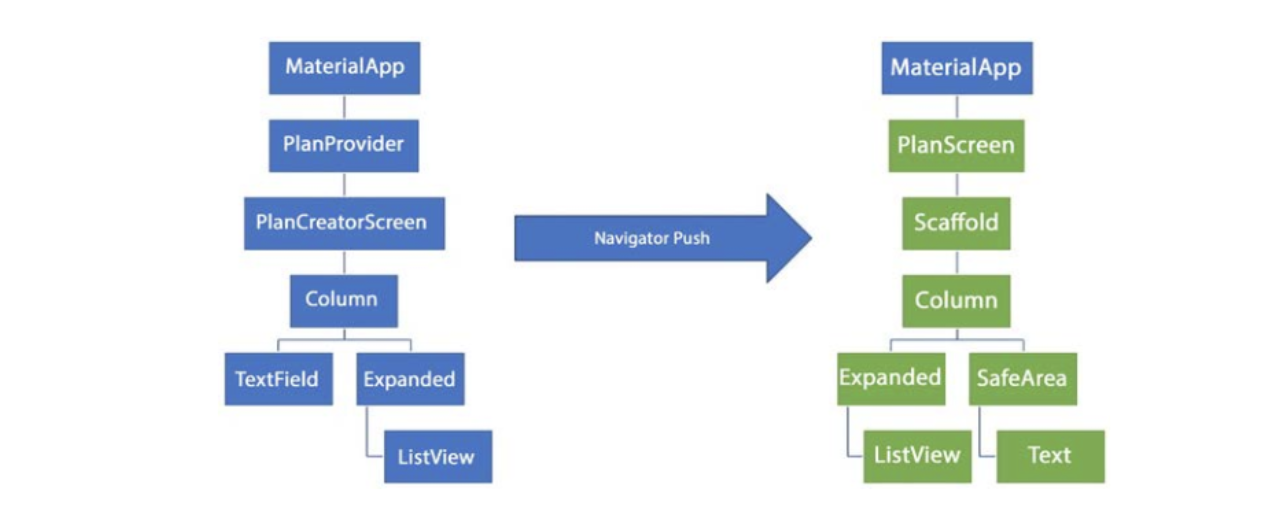 MaterialApp
PlanProvider
PlanCreatorScreen
Column
TextField
Expanded
ListView
Navigator Push
MaterialApp
PlanScreen
Scaffold
Column
Expanded
SafeArea
ListView
Text